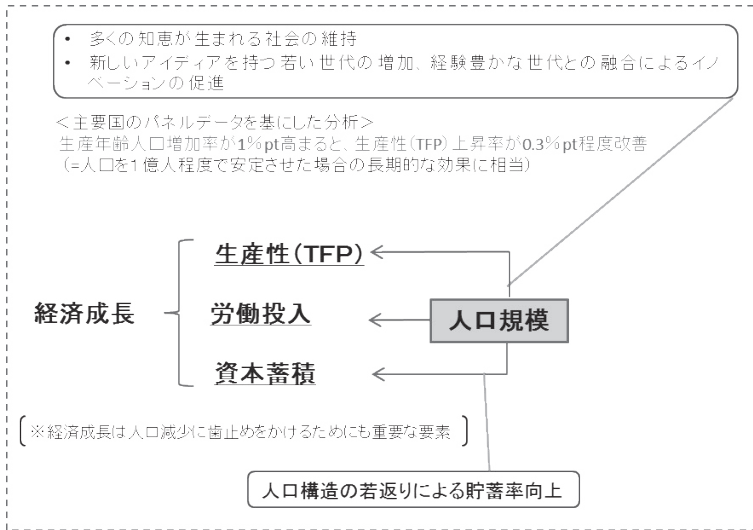 • 多くの知恵が生まれる社会の維持
• 新しいアイディアを持つ若い世代の増加、経験豊かな世代との融合によるイノ
ベーションの促進
＜主要国のパネルデータを基にした分析＞
生産年齢人口増加率が1％pt高まると、生産性(TFP)上昇率が0.3％pt程度改善
（=人口を1億人程度で安定させた場合の長期的な効果に相当）
生産性(TFP)
経済成長
労働投入
人口規模
資本蓄積
※経済成長は人口減少に歯止めをかけるためにも重要な要素
人口構造の若返りによる貯蓄率向上